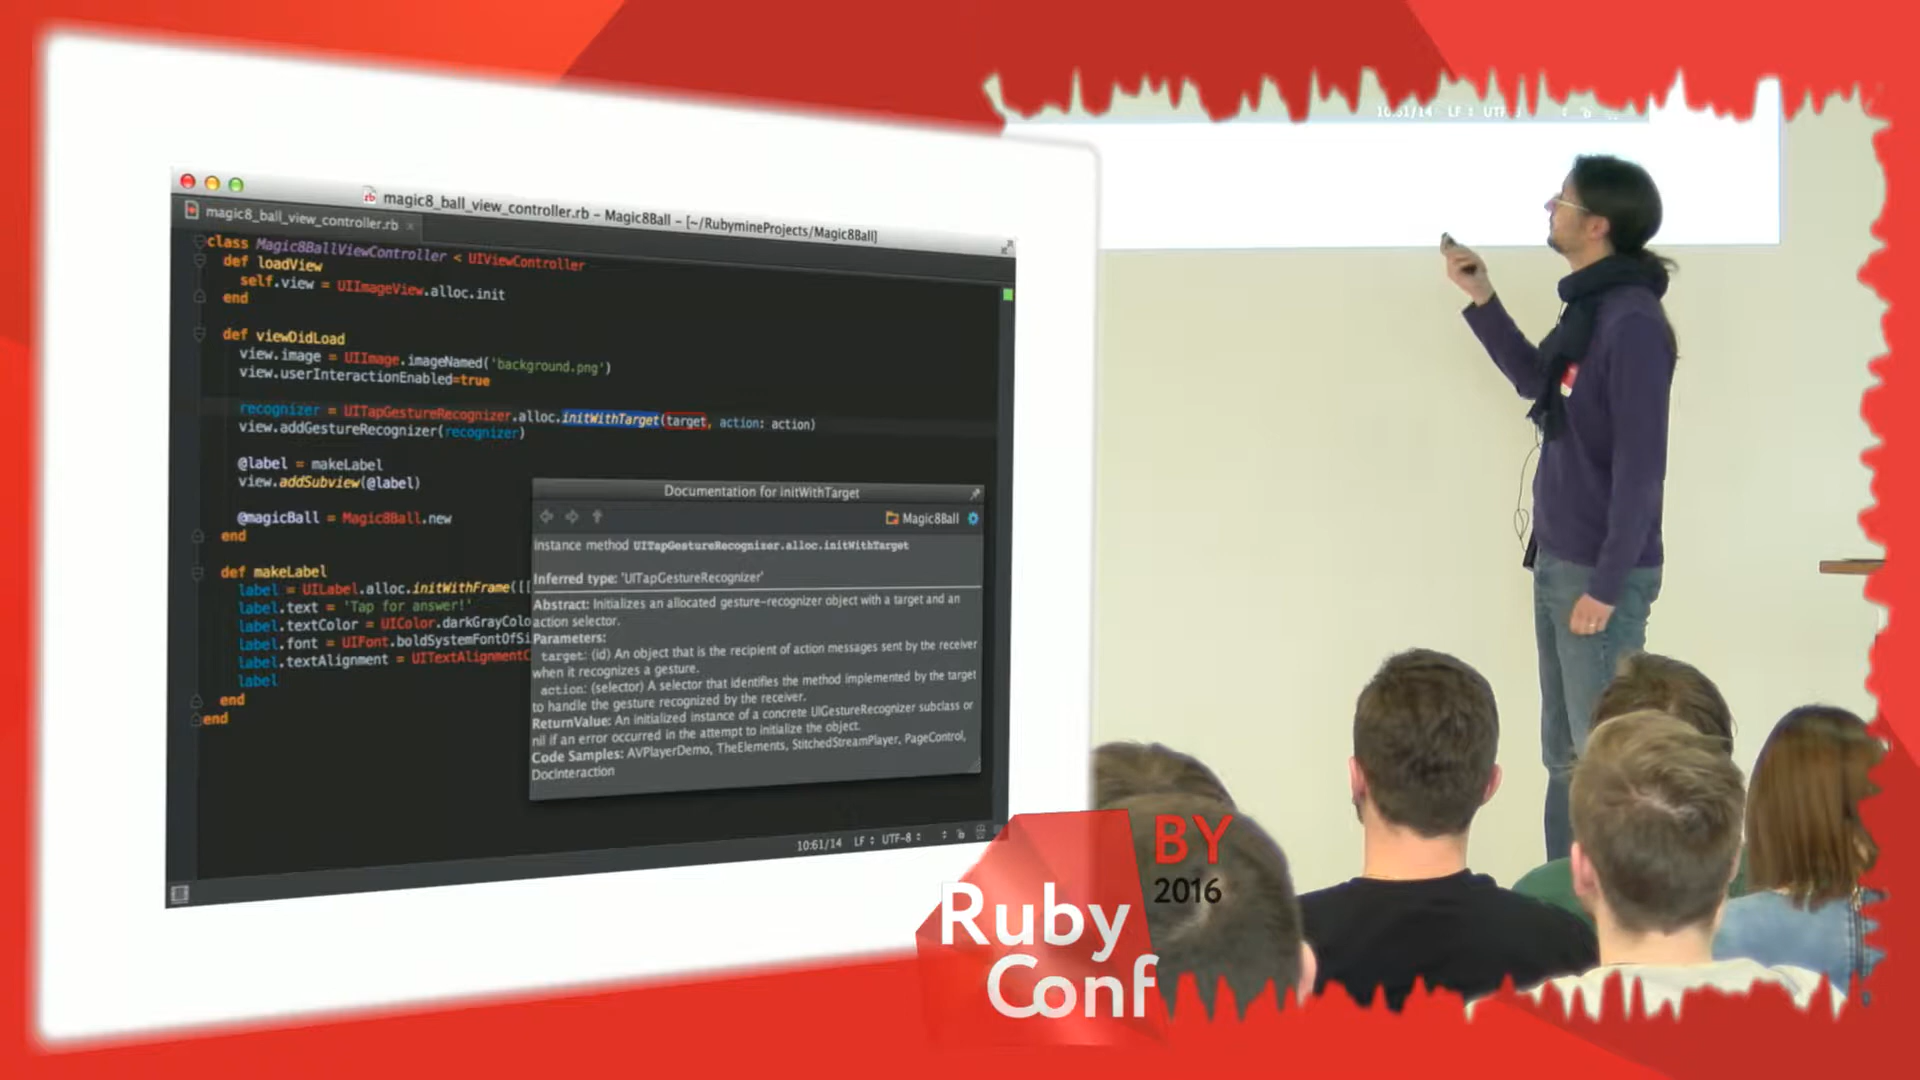 magic8_ball_view_controller.rb – Magic8Ball – [~/RubymineProjects/Magic8Ball]
magic8_ball_view_controller.rb
class Magic8BallViewController < UIViewController
def loadView
self.view = UIImageView.alloc.init
end
def viewDidLoad
view.image = UIImage.imageNamed('background.png')
view.userInteractionEnabled=true
recognizer = UITapGestureRecognizer.alloc.initWithTarget(target, action: action)
view.addGestureRecognizer(recognizer)
@label = makeLabel
view.addSubview(@label)
@magicBall = Magic8Ball.new
end
def makeLabel
label = UILabel.alloc.initWithFrame([[
label.text = 'Tap for answer!'
label.textColor = UIColor.darkGrayColo
label.font = UIFont.boldSystemFontOfSi
label.textAlignment = UITextAlignmentC
label
end
end
Documentation for initWithTarget
Magic8Ball
instance method UITapGestureRecognizer.alloc.initWithTarget
Inferred type: 'UITapGestureRecognizer'
Abstract: Initializes an allocated gesture-recognizer object with a target and an
action selector.
Parameters:
target: (id) An object that is the recipient of action messages sent by the receiver
when it recognizes a gesture.
action: (selector) A selector that identifies the method implemented by the target
to handle the gesture recognized by the receiver.
ReturnValue: An initialized instance of a concrete UIGestureRecognizer subclass or
nil if an error occurred in the attempt to initialize the object.
Code Samples: AVPlayerDemo, TheElements, StitchedStreamPlayer, PageControl,
DocInteraction
10:61/14 LF UTF-8
10:61/14 LF UTF-8
BY
2016
Ruby
Conf